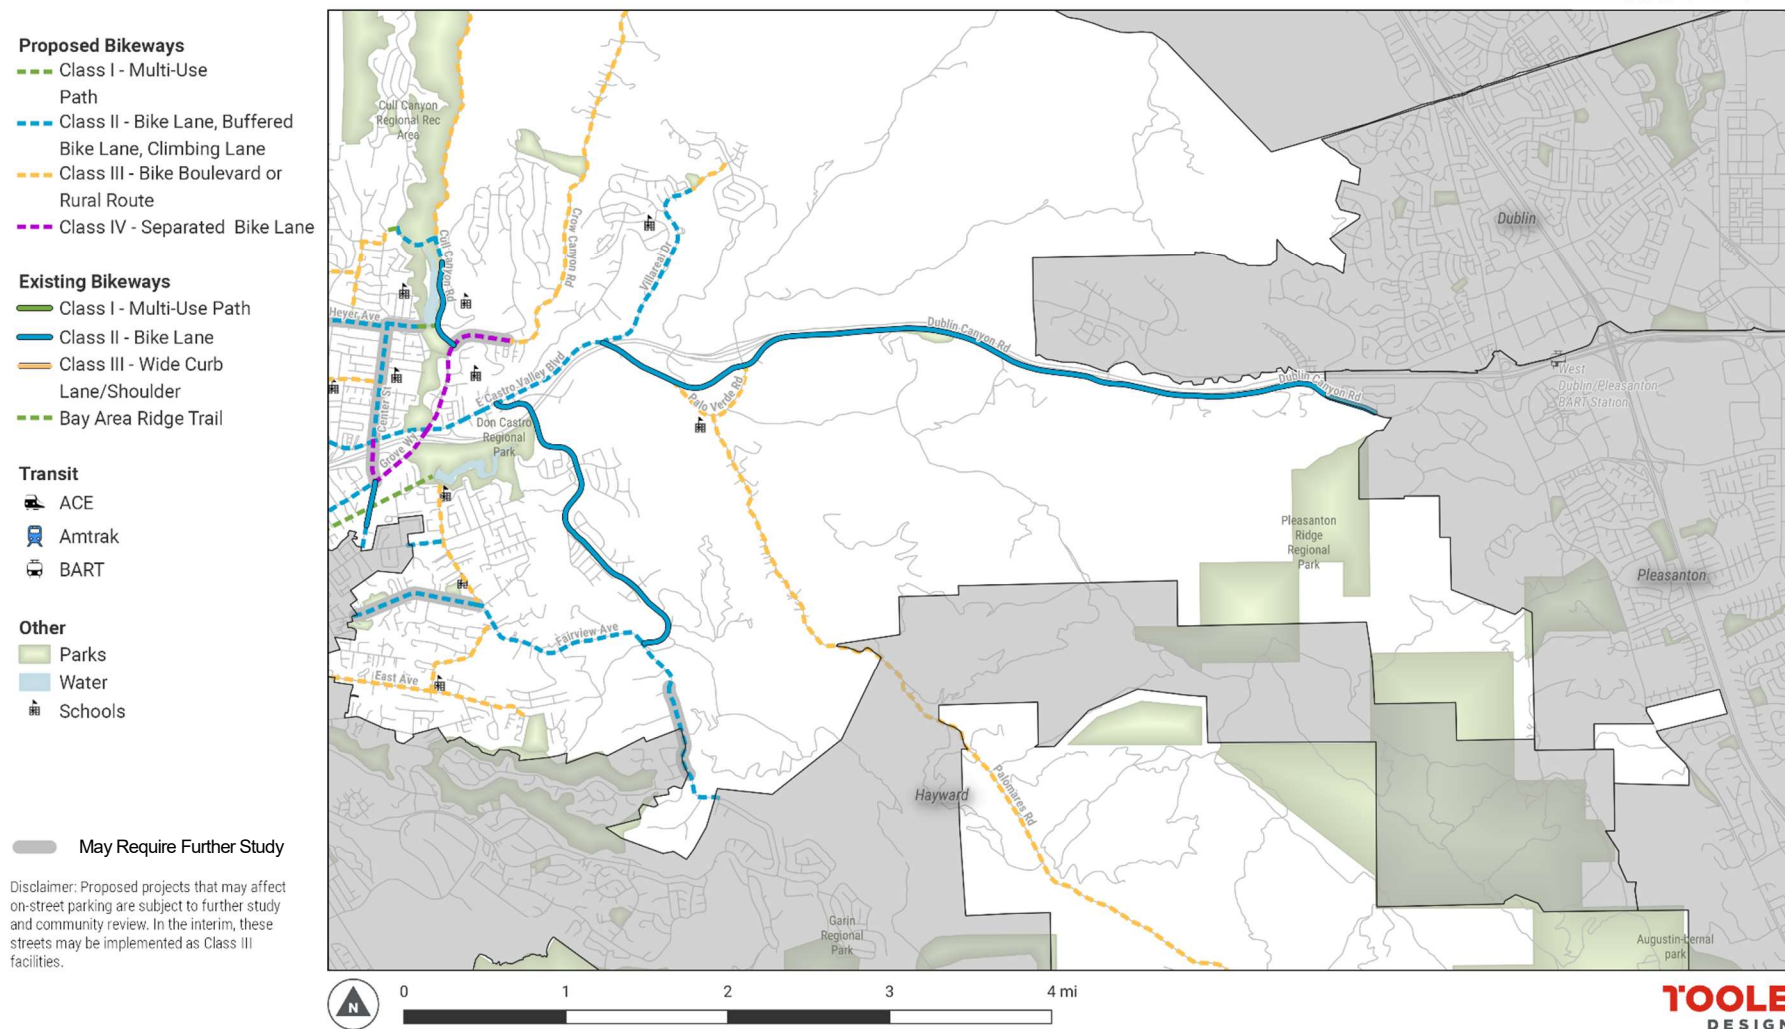 Proposed Bikeways
Class I - Multi-Use
Path
Class II - Bike Lane, Buffered
Bike Lane, Climbing Lane
Class III - Bike Boulevard or
Rural Route
Class IV - Separated Bike Lane
Existing Bikeways
Class I - Multi-Use Path
Class II - Bike Lane
Class III - Wide Curb
Lane/Shoulder
Bay Area Ridge Trail
Transit
ACE
Amtrak
BART
Other
Parks
Water
Schools
May Require Further Study
Disclaimer: Proposed projects that may affect
on-street parking are subject to further study
and community review. In the interim, these
streets may be implemented as Class III
facilities.
Cull Canyon
Regional Rec
Area
Cull Canyon Rd
Crow Canyon Rd
Villareal Dr
Heyer Ave
Center St
E Castro Valley Blvd
Grove Wy
Don Castro
Regional
Park
Palo Verde Rd
Dublin Canyon Rd
Dublin Canyon Rd
Dublin
West
Dublin/Pleasanton
BART Station
Pleasanton
Ridge
Regional
Park
Pleasanton
Fairview Ave
East Ave
Hayward
Palomares Rd
Garin
Regional
Park
Augustin-bernal
park
N
0 1 2 3 4 mi
TOOLE
DESIGN